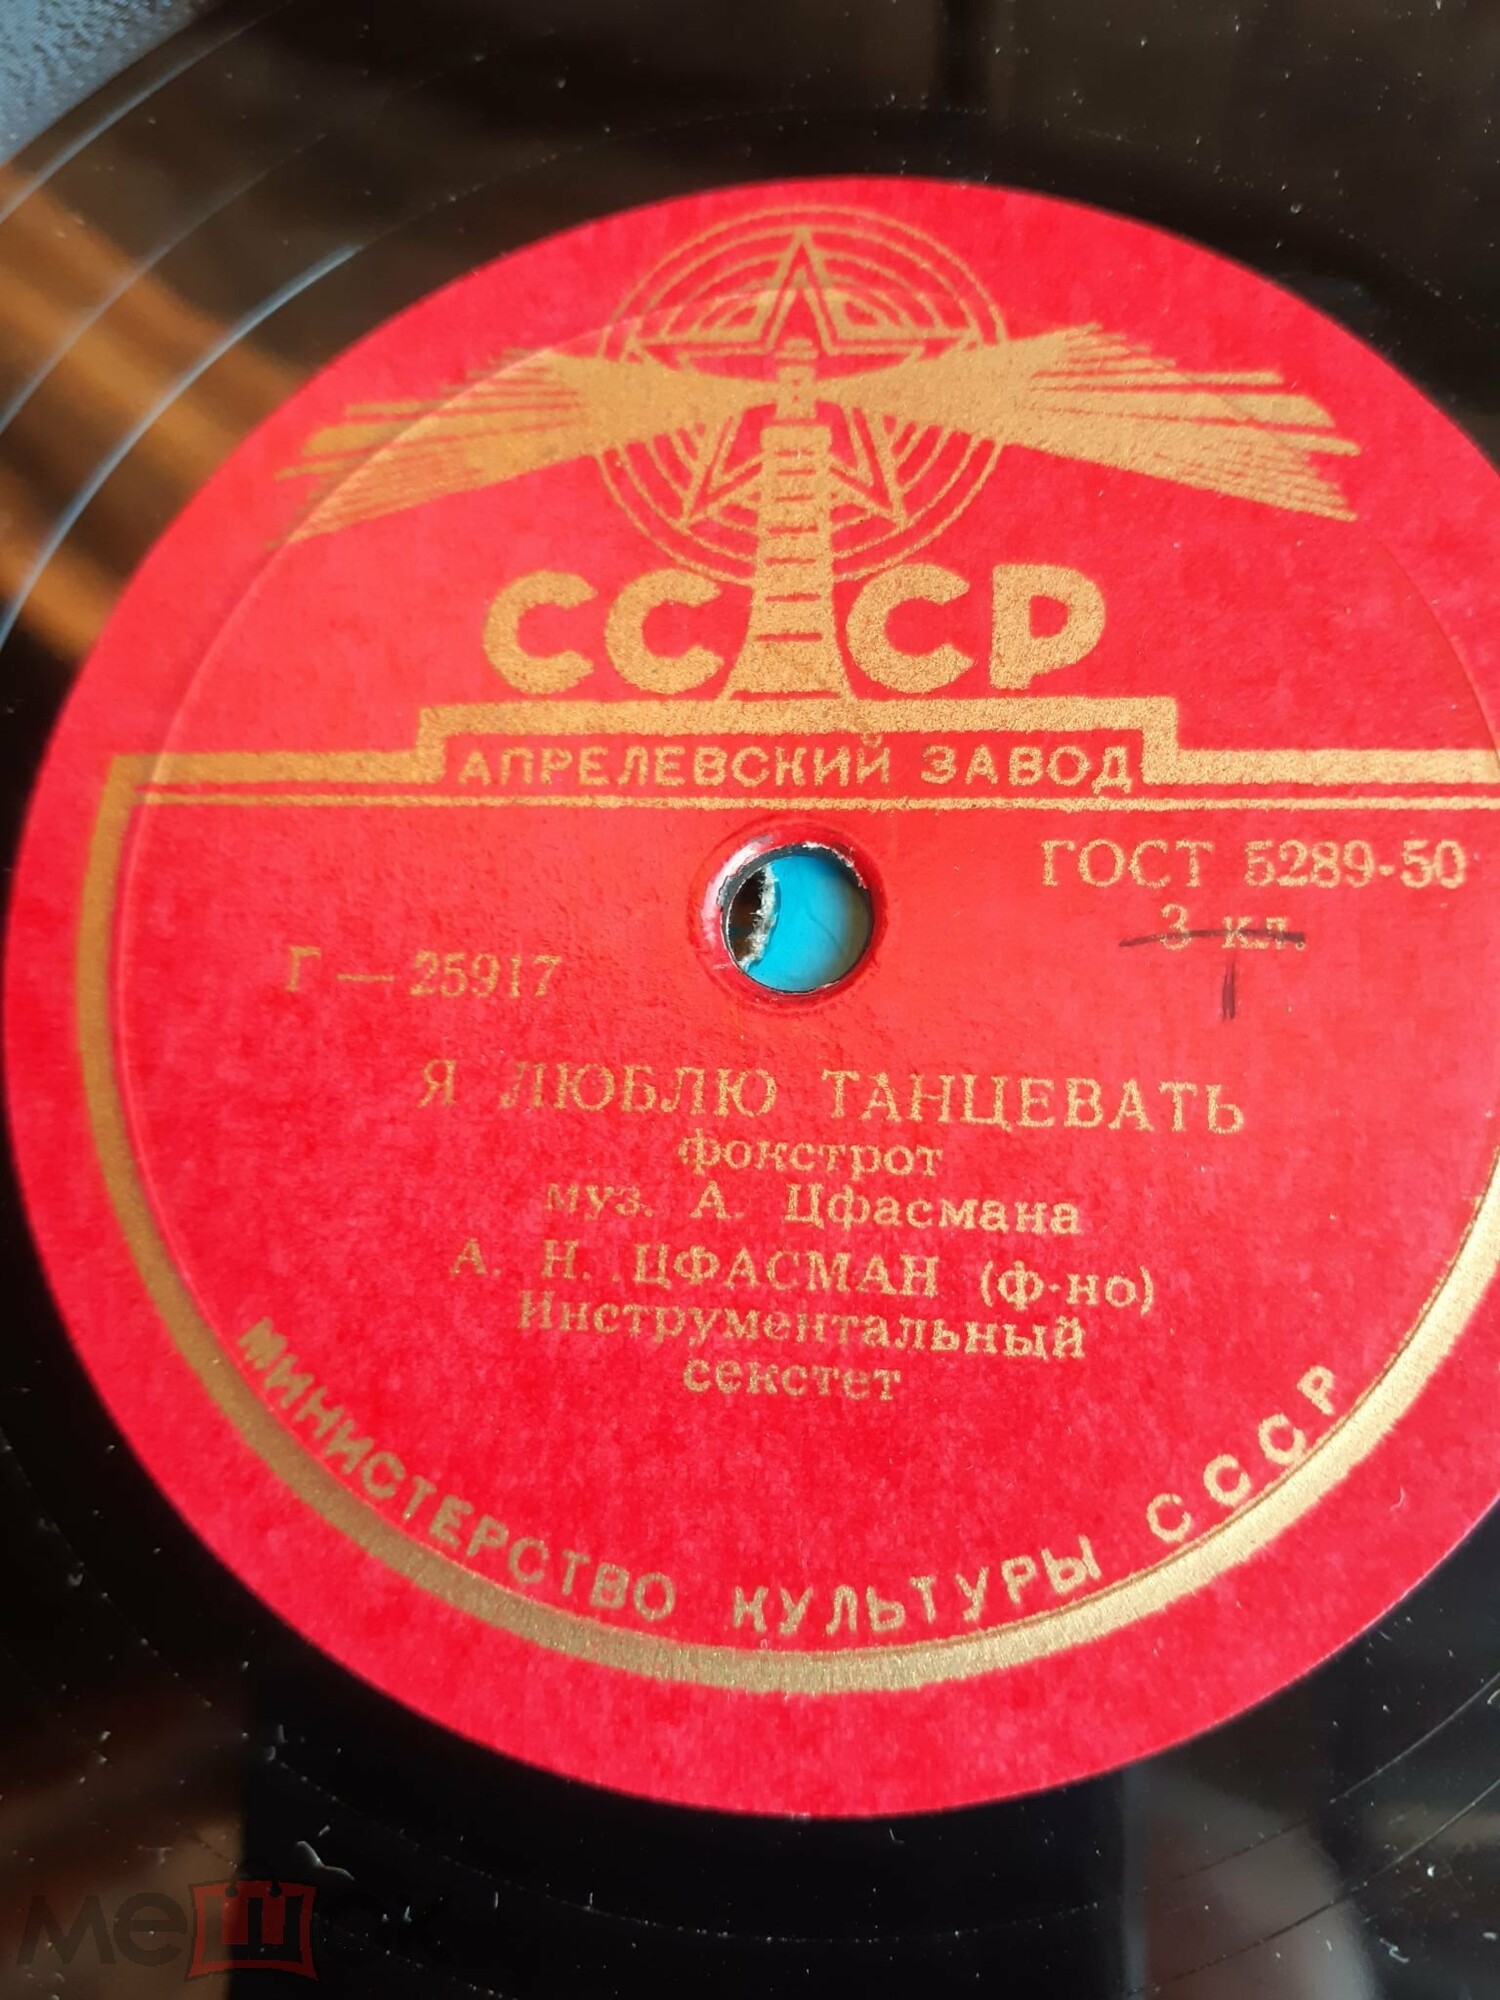 СССР
АПРЕЛЕВСКИЙ ЗАВОД
ГОСТ 5289-50
3 кл.
I
Г — 25917
Я ЛЮБЛЮ ТАНЦЕВАТЬ
фокстрот
муз. А. Цфасмана
А. Н. ЦФАСМАН (ф-но)
Инструментальный
секстет
МИНИСТЕРСТВО КУЛЬТУРЫ СССР
мешок